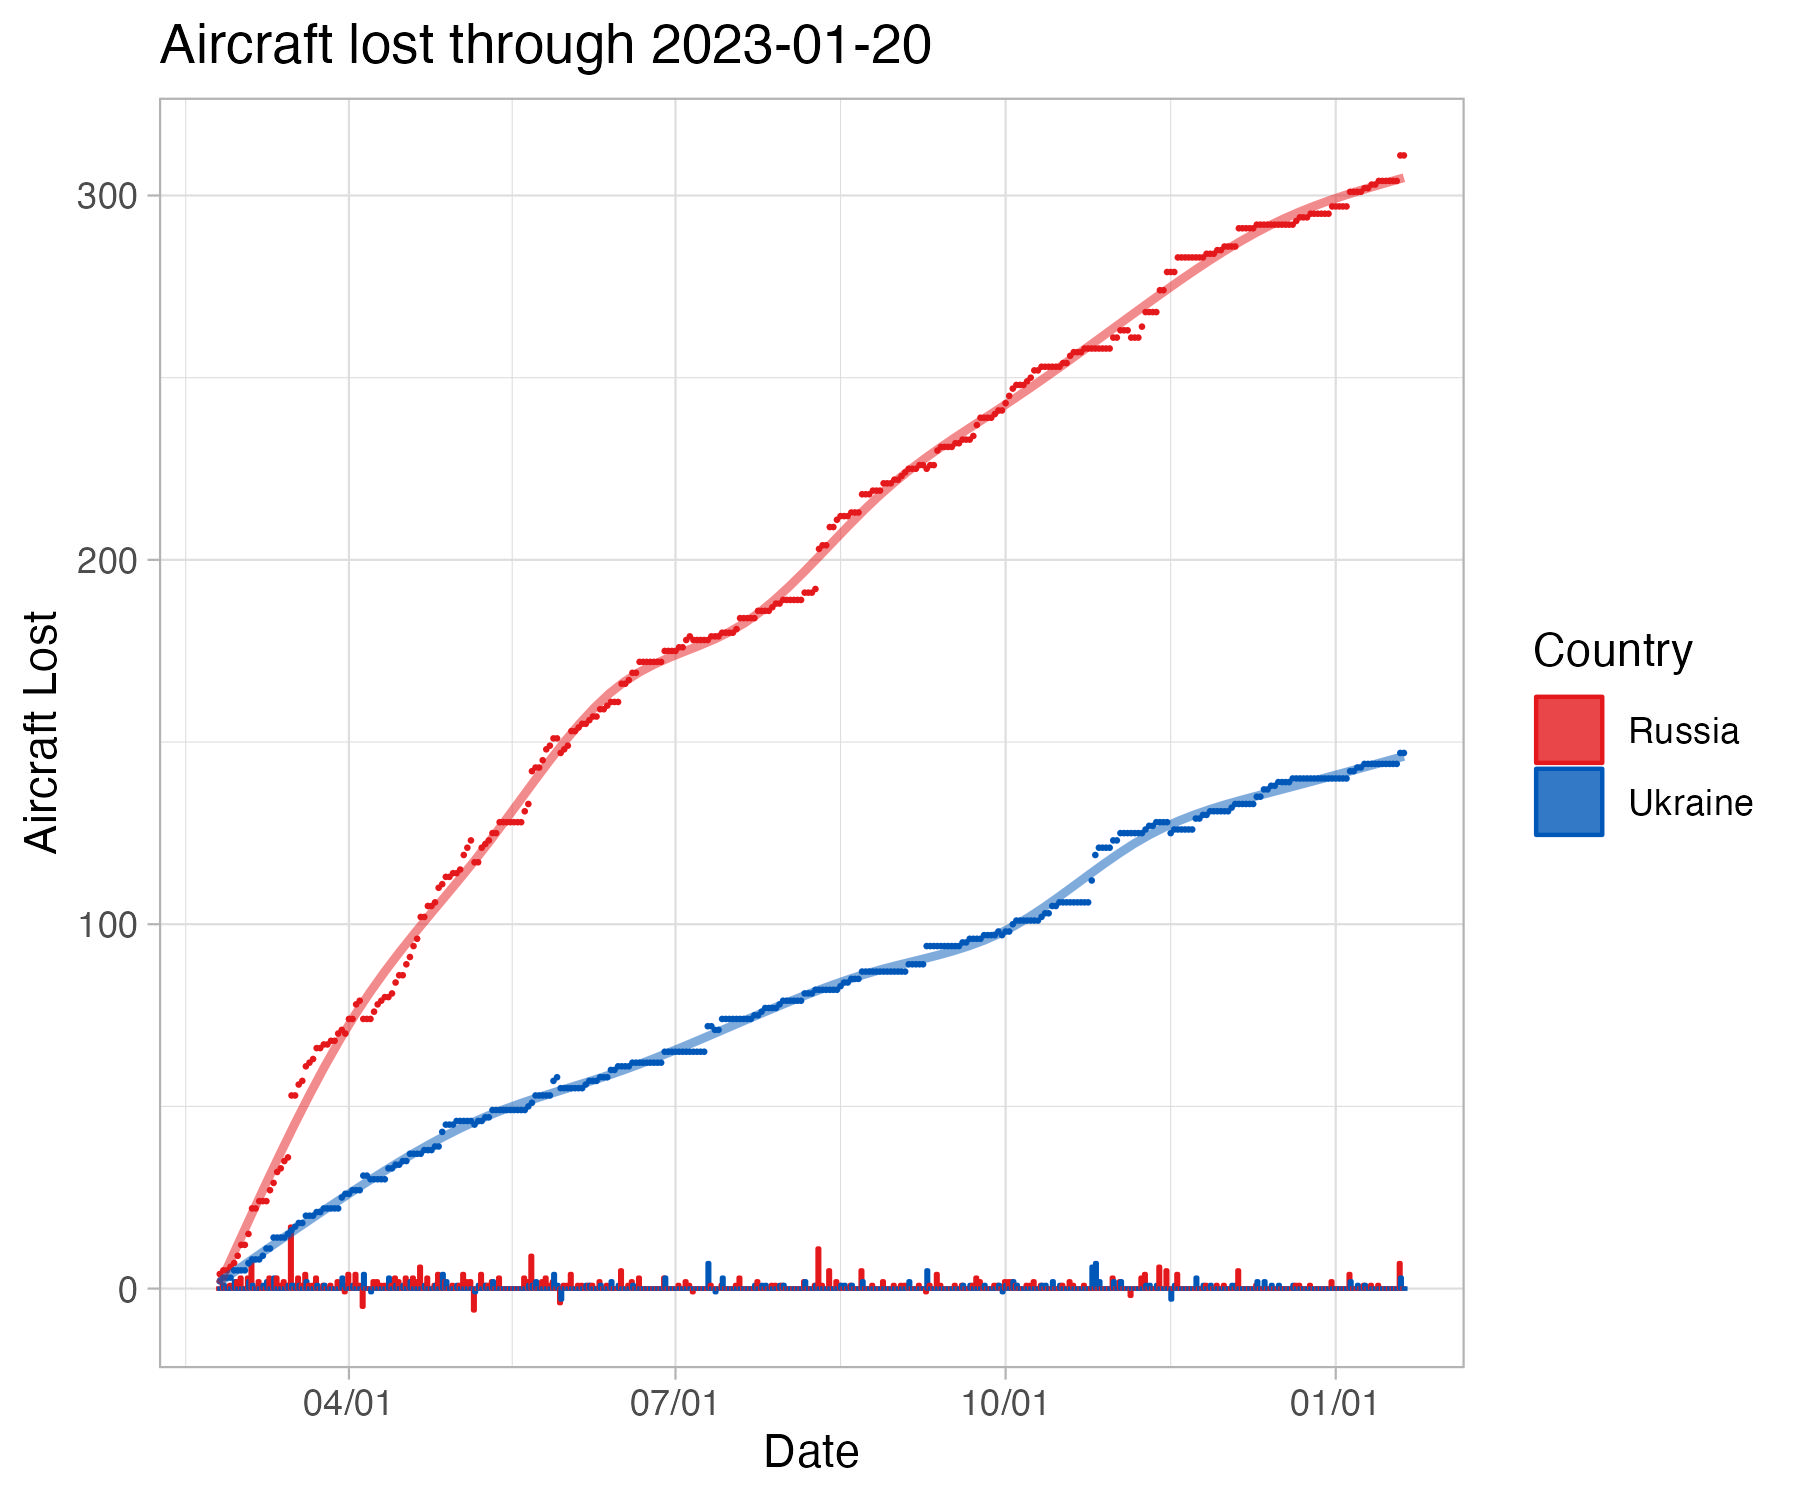 Aircraft lost through 2023-01-20
Aircraft Lost
300
200
100
0
04/01
07/01
10/01
01/01
Date
Country
Russia
Ukraine